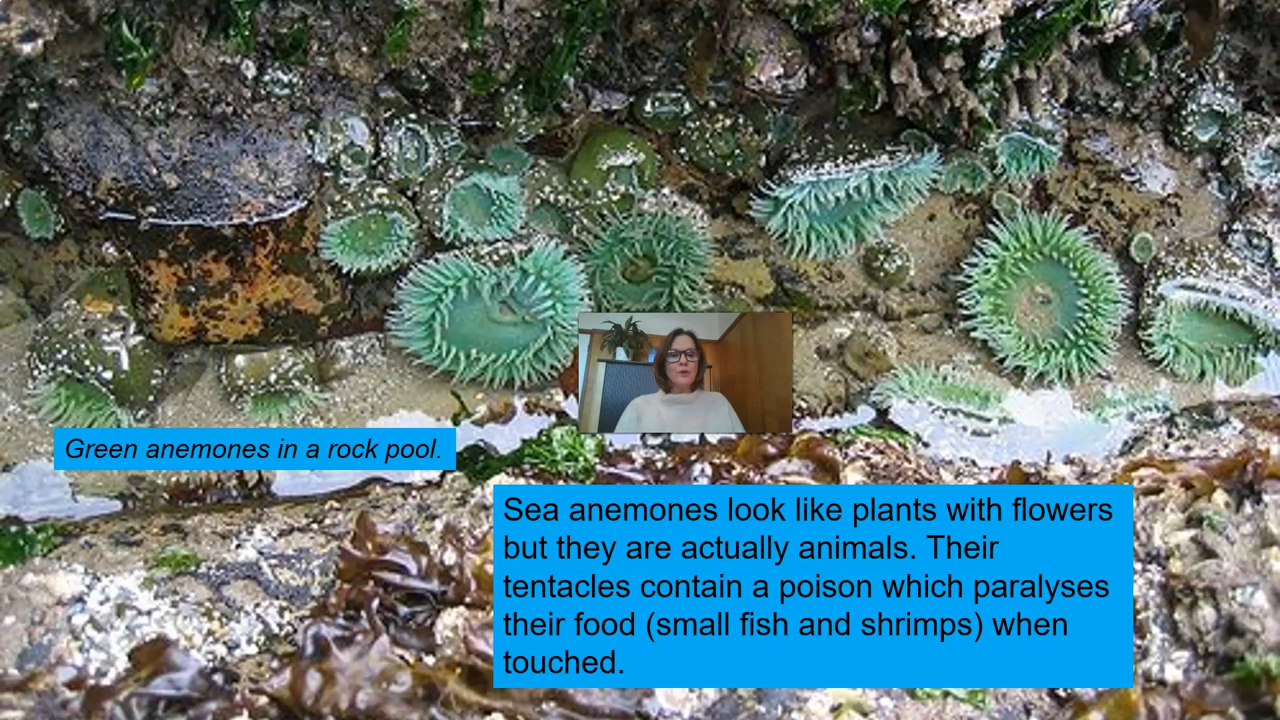 Green anemones in a rock pool.
Sea anemones look like plants with flowers
but they are actually animals. Their
tentacles contain a poison which paralyses
their food (small fish and shrimps) when
touched.